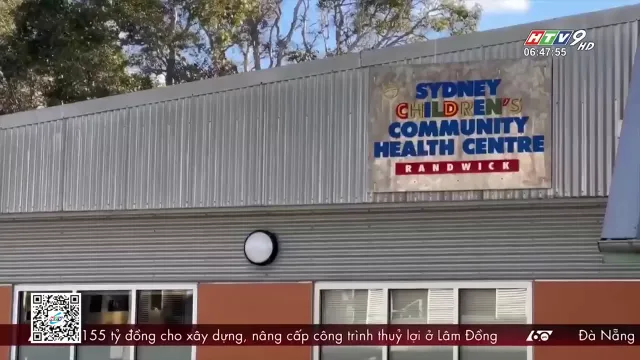 HTV9 HD
06:47:55
SYDNEY
CHILDREN'S
COMMUNITY
HEALTH CENTRE
RANDWICK
155 tỷ đồng cho xây dựng, nâng cấp công trình thuỷ lợi ở Lâm Đồng
60
Đà Nẵng